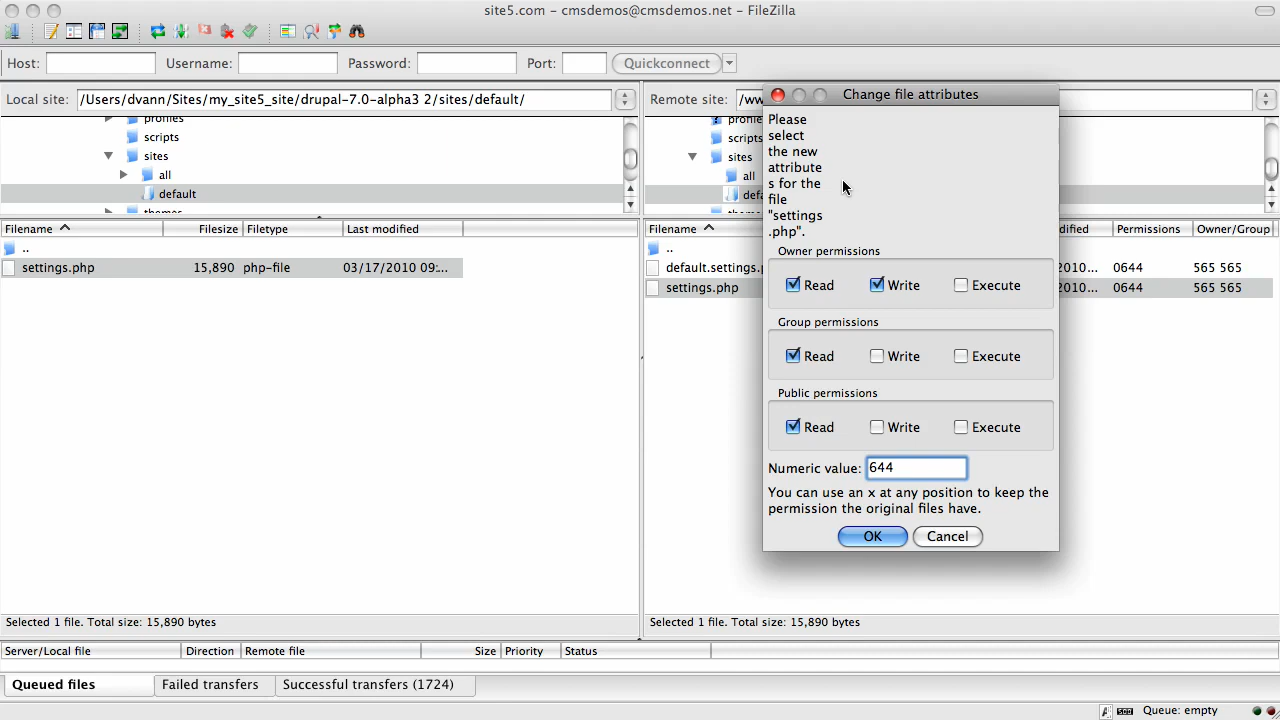 site5.com – cmsdemos@cmsdemos.net – FileZilla
Host: Username: Password: Port: Quickconnect
Local site: /Users/dvann/Sites/my_site5_site/drupal-7.0-alpha3 2/sites/default/
profiles
scripts
sites
all
default
themes
Filename Filesize Filetype Last modified
..
settings.php 15,890 php-file 03/17/2010 09:...
Selected 1 file. Total size: 15,890 bytes
Remote site:
scripts
sites
all
Filename Permissions Owner/Group
..
default.settings.p 2010... 0644 565 565
settings.php 2010... 0644 565 565
Selected 1 file. Total size: 15,890 bytes
Change file attributes
Please
select
the new
attribute
s for the
file
"settings
.php".
Owner permissions
Read Write Execute
Group permissions
Read Write Execute
Public permissions
Read Write Execute
Numeric value: 644
You can use an x at any position to keep the
permission the original files have.
OK Cancel
Server/Local file Direction Remote file Size Priority Status
Queued files Failed transfers Successful transfers (1724)
Queue: empty